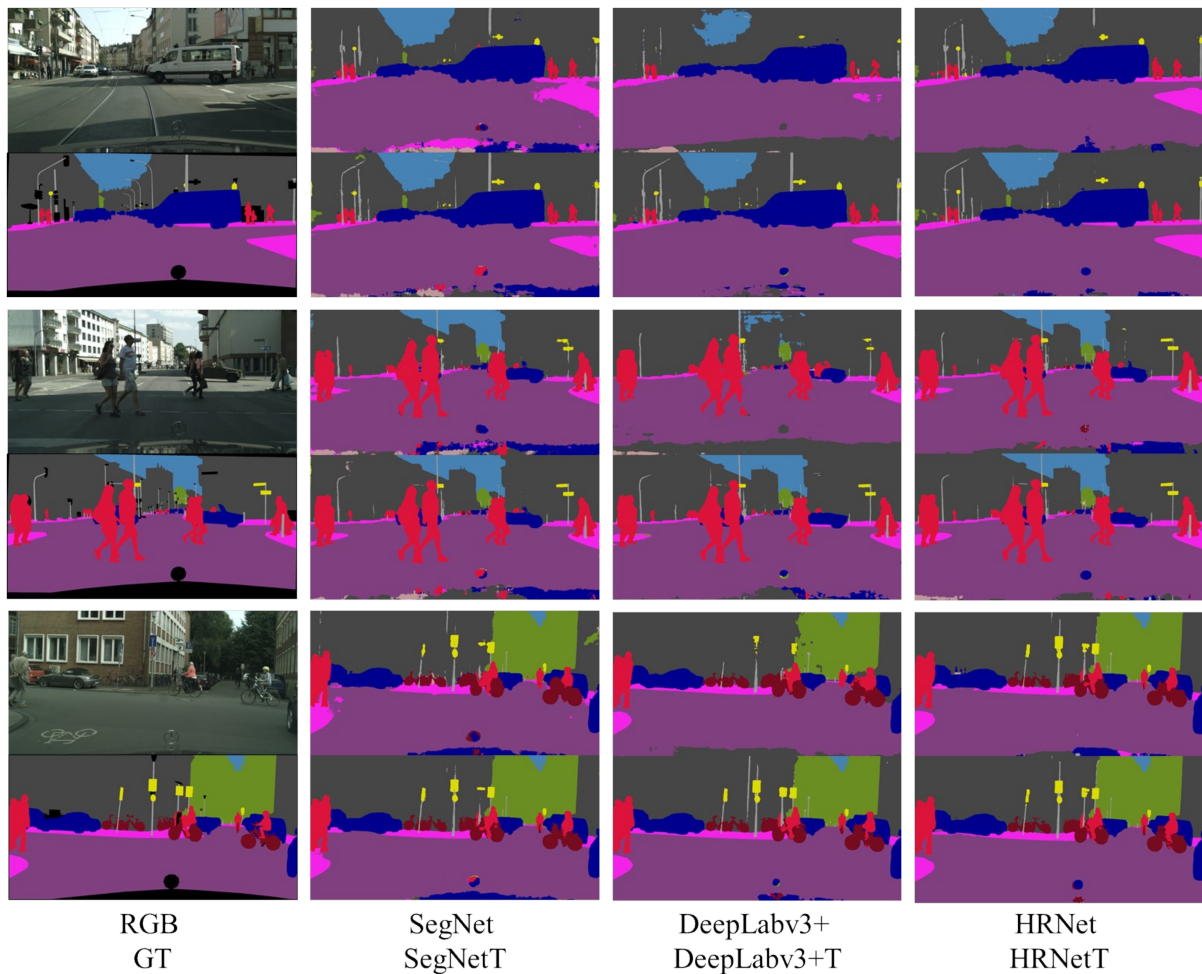 RGB
GT
SegNet
SegNetT
DeepLabv3+
DeepLabv3+T
HRNet
HRNetT